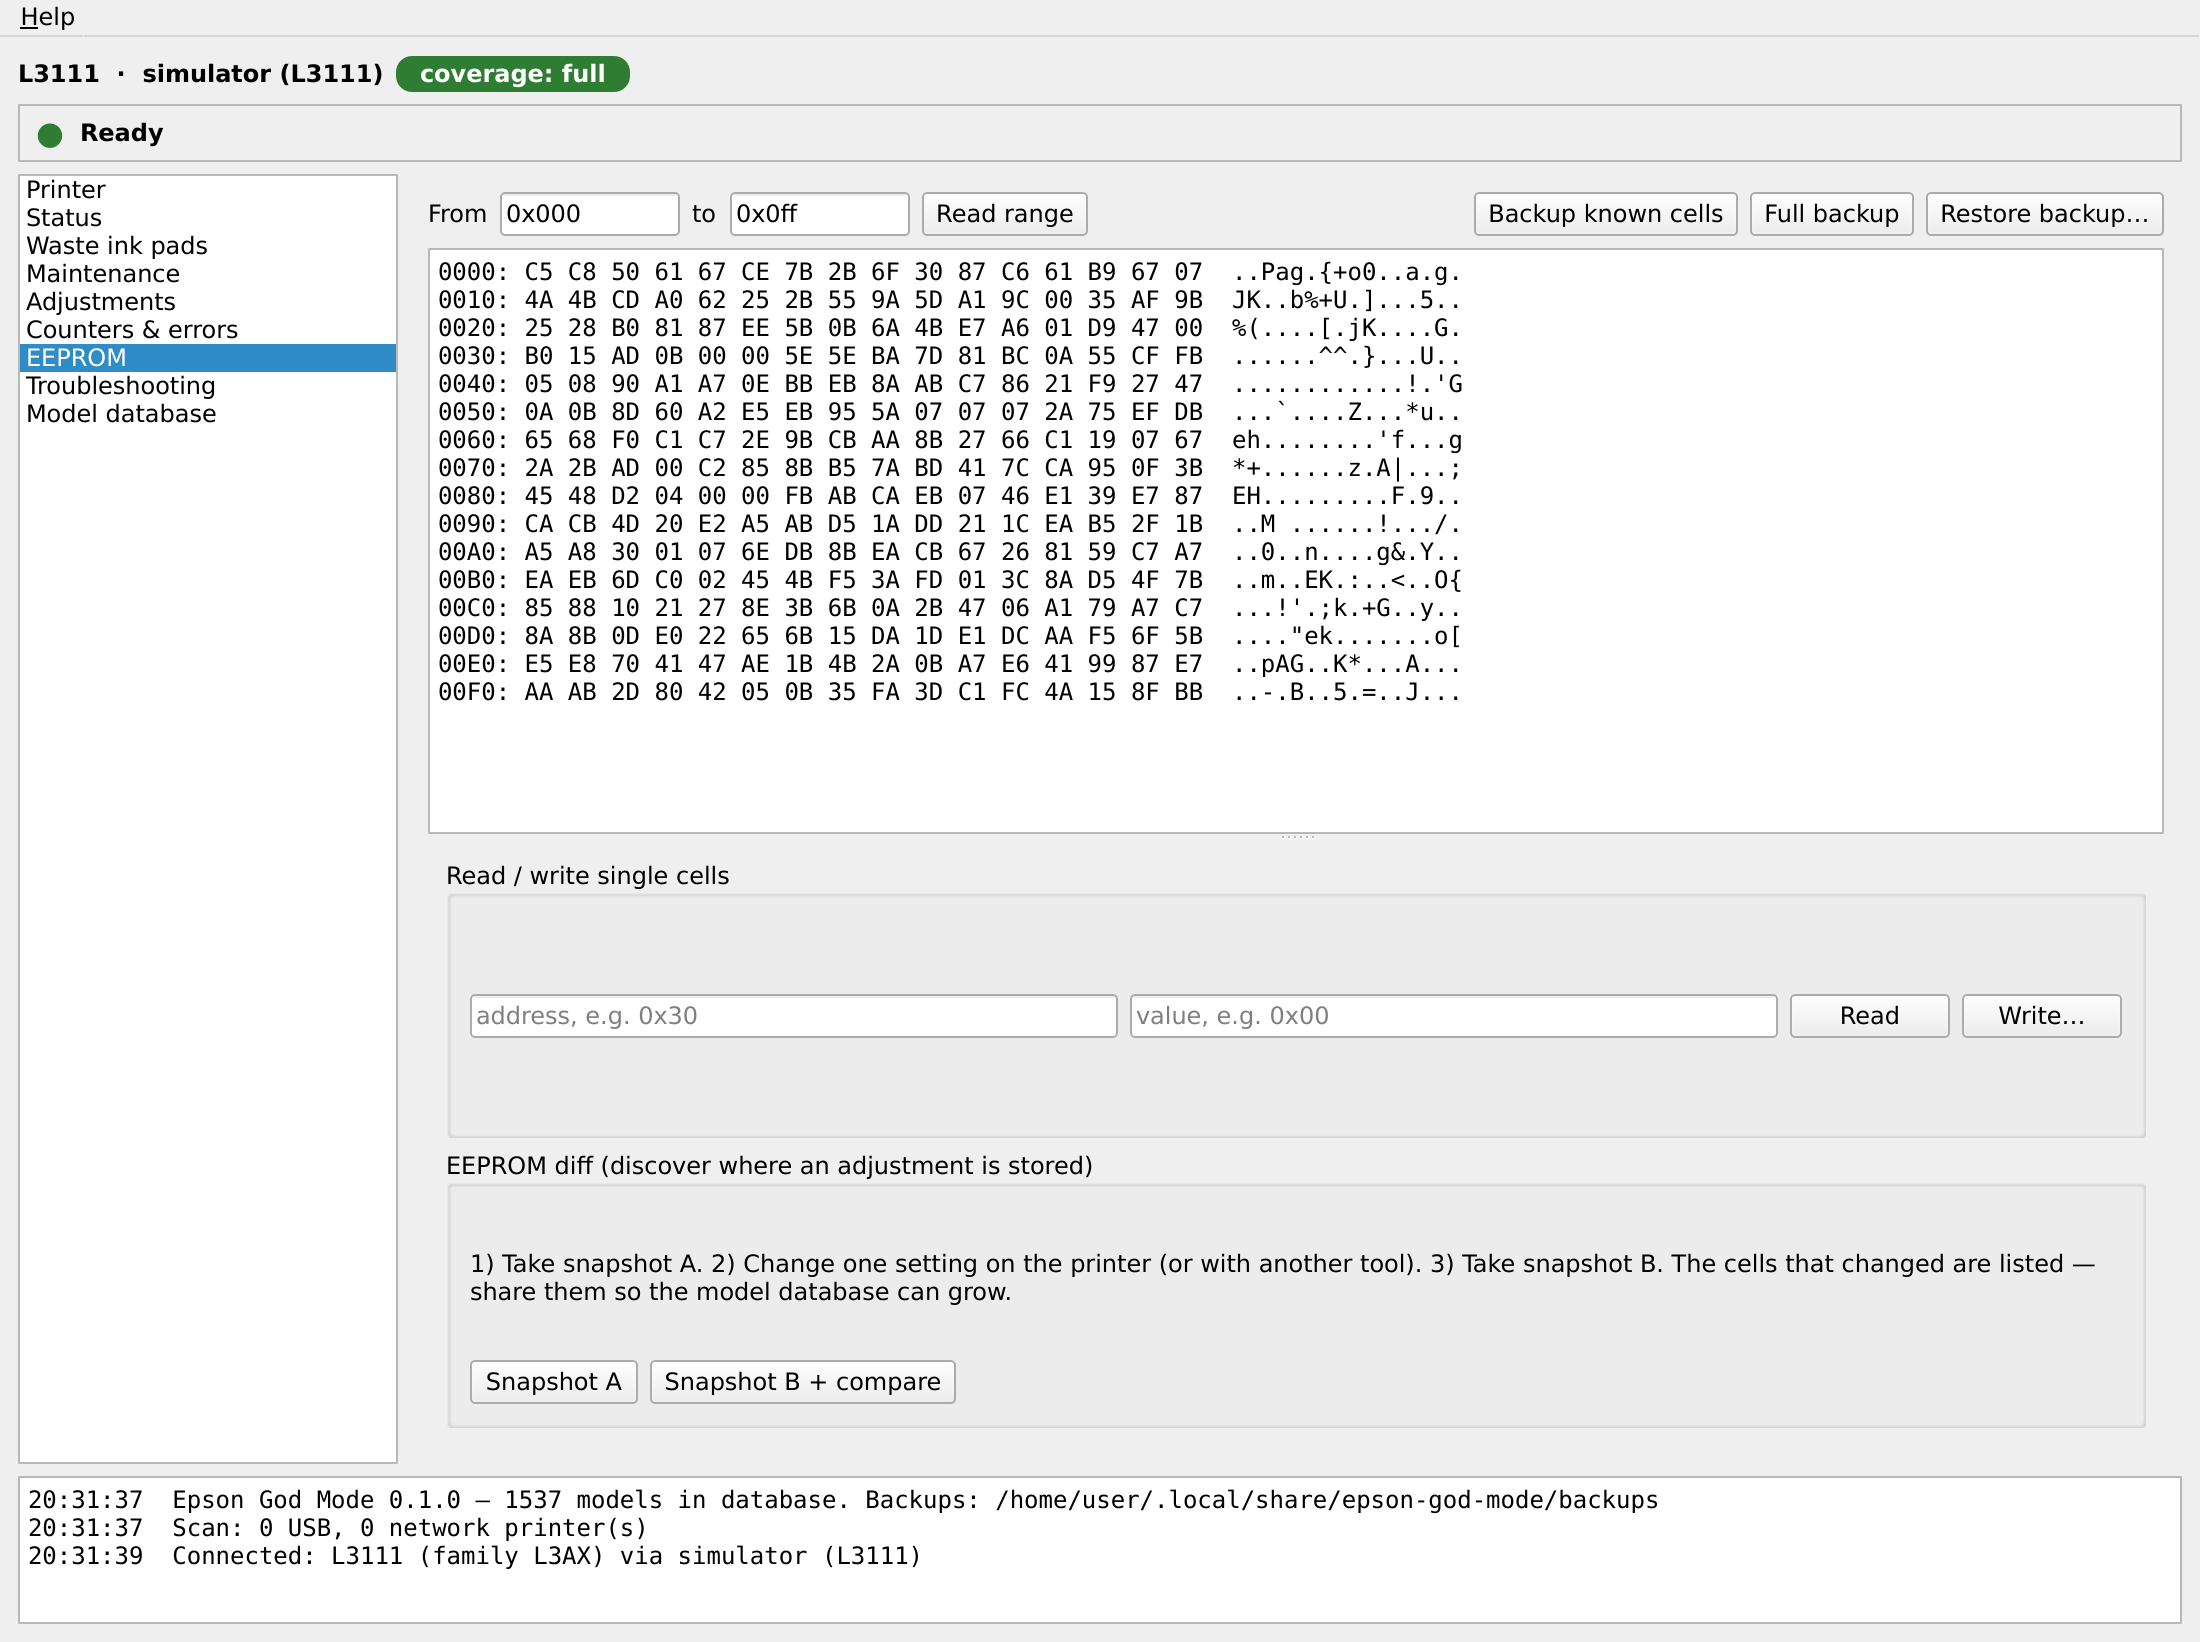 Help
L3111 · simulator (L3111) coverage: full
Ready
Printer
Status
Waste ink pads
Maintenance
Adjustments
Counters & errors
EEPROM
Troubleshooting
Model database
From 0x000 to 0x0ff Read range Backup known cells Full backup Restore backup...
0000: C5 C8 50 61 67 CE 7B 2B 6F 30 87 C6 61 B9 67 07  ..Pag.{+o0..a.g.
0010: 4A 4B CD A0 62 25 2B 55 9A 5D A1 9C 00 35 AF 9B  JK..b%+U.]...5..
0020: 25 28 B0 81 87 EE 5B 0B 6A 4B E7 A6 01 D9 47 00  %(....[.jK....G.
0030: B0 15 AD 0B 00 00 5E 5E BA 7D 81 BC 0A 55 CF FB  ......^^.}...U..
0040: 05 08 90 A1 A7 0E BB EB 8A AB C7 86 21 F9 27 47  ............!.'G
0050: 0A 0B 8D 60 A2 E5 EB 95 5A 07 07 07 2A 75 EF DB  ...`....Z...*u..
0060: 65 68 F0 C1 C7 2E 9B CB AA 8B 27 66 C1 19 07 67  eh........'f...g
0070: 2A 2B AD 00 C2 85 8B B5 7A BD 41 7C CA 95 0F 3B  *+......z.A|...;
0080: 45 48 D2 04 00 00 FB AB CA EB 07 46 E1 39 E7 87  EH.........F.9..
0090: CA CB 4D 20 E2 A5 AB D5 1A DD 21 1C EA B5 2F 1B  ..M ......!.../.
00A0: A5 A8 30 01 07 6E DB 8B EA CB 67 26 81 59 C7 A7  ..0..n....g&.Y..
00B0: EA EB 6D C0 02 45 4B F5 3A FD 01 3C 8A D5 4F 7B  ..m..EK.:..<..O{
00C0: 85 88 10 21 27 8E 3B 6B 0A 2B 47 06 A1 79 A7 C7  ...!'.;k.+G..y..
00D0: 8A 8B 0D E0 22 65 6B 15 DA 1D E1 DC AA F5 6F 5B  ...."ek.......o[
00E0: E5 E8 70 41 47 AE 1B 4B 2A 0B A7 E6 41 99 87 E7  ..pAG..K*...A...
00F0: AA AB 2D 80 42 05 0B 35 FA 3D C1 FC 4A 15 8F BB  ..-.B..5.=..J...
Read / write single cells
address, e.g. 0x30 value, e.g. 0x00 Read Write...
EEPROM diff (discover where an adjustment is stored)
1) Take snapshot A. 2) Change one setting on the printer (or with another tool). 3) Take snapshot B. The cells that changed are listed —
share them so the model database can grow.
Snapshot A Snapshot B + compare
20:31:37  Epson God Mode 0.1.0 — 1537 models in database. Backups: /home/user/.local/share/epson-god-mode/backups
20:31:37  Scan: 0 USB, 0 network printer(s)
20:31:39  Connected: L3111 (family L3AX) via simulator (L3111)